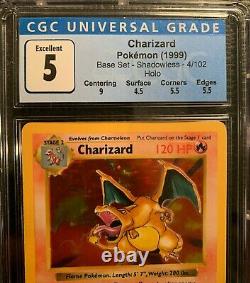 CGC UNIVERSAL GRADE
Excellent
5
Charizard
Pokémon (1999)
Base Set - Shadowless - 4/102
Holo
Centering Surface Corners Edges
9 4.5 5.5 5.5
Evolves from Charmeleon Put Charizard on the Stage 1 card
STAGE 2
Charizard 120 HP
Flame Pokémon. Length: 5' 7", Weight: 200 lbs.